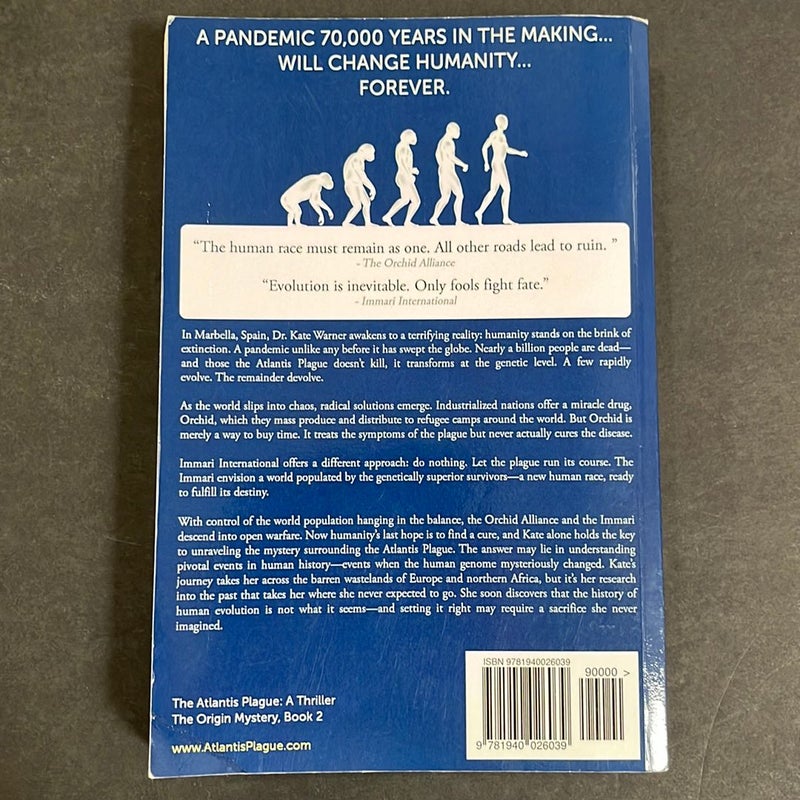 A PANDEMIC 70,000 YEARS IN THE MAKING...
WILL CHANGE HUMANITY...
FOREVER.
“The human race must remain as one. All other roads lead to ruin. ”
- The Orchid Alliance
“Evolution is inevitable. Only fools fight fate.”
- Immari International
In Marbella, Spain, Dr. Kate Warner awakens to a terrifying reality: humanity stands on the brink of
extinction. A pandemic unlike any before it has swept the globe. Nearly a billion people are dead—
and those the Atlantis Plague doesn't kill, it transforms at the genetic level. A few rapidly
evolve. The remainder devolve.
As the world slips into chaos, radical solutions emerge. Industrialized nations offer a miracle drug,
Orchid, which they mass produce and distribute to refugee camps around the world. But Orchid is
merely a way to buy time. It treats the symptoms of the plague but never actually cures the disease.
Immari International offers a different approach: do nothing. Let the plague run its course. The
Immari envision a world populated by the genetically superior survivors—a new human race, ready
to fulfill its destiny.
With control of the world population hanging in the balance, the Orchid Alliance and the Immari
descend into open warfare. Now humanity's last hope is to find a cure, and Kate alone holds the key
to unraveling the mystery surrounding the Atlantis Plague. The answer may lie in understanding
pivotal events in human history—events when the human genome mysteriously changed. Kate's
journey takes her across the barren wastelands of Europe and northern Africa, but it's her research
into the past that takes her where she never expected to go. She soon discovers that the history of
human evolution is not what it seems—and setting it right may require a sacrifice she never
imagined.
The Atlantis Plague: A Thriller
The Origin Mystery, Book 2
www.AtlantisPlague.com
ISBN 9781940026039
90000 >
9 781940 026039